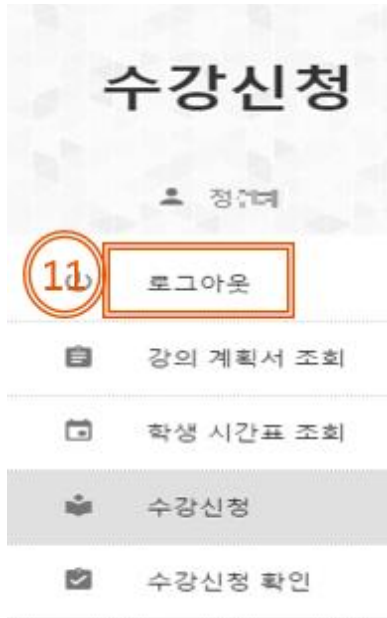 수강신청
11
로그아웃
강의 계획서 조회
학생 시간표 조회
수강신청
수강신청 확인